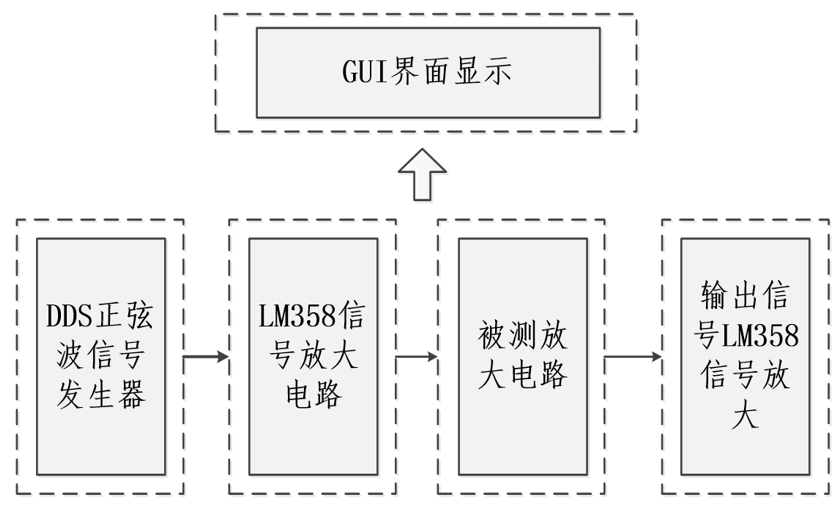 GUI界面显示
DDS正弦
波信号
发生器
LM358信
号放大
电路
被测放
大电路
输出信
号LM358
信号放
大